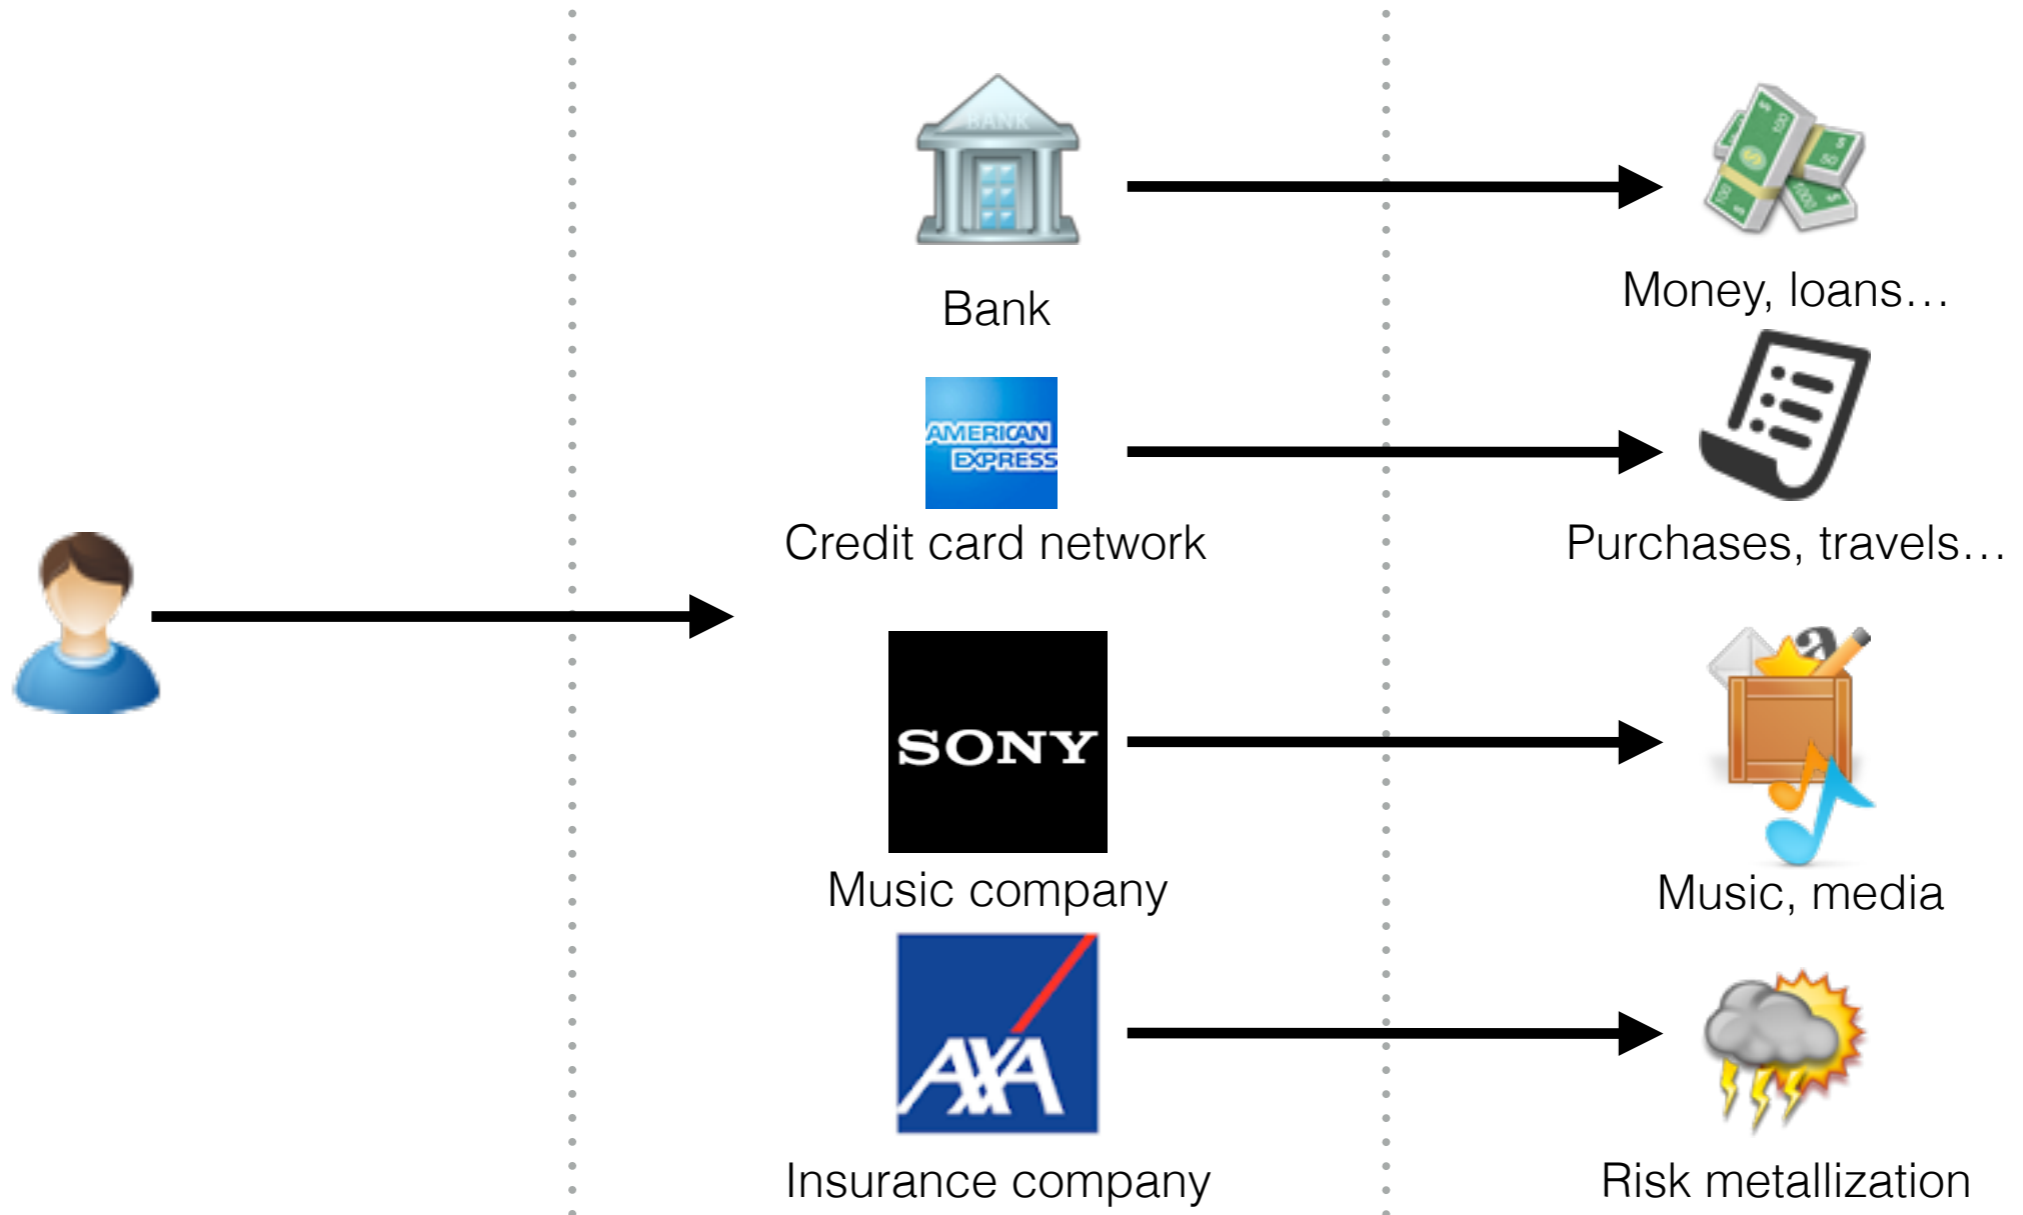 BANK
Bank
Money, loans…
AMERICAN
EXPRESS
Credit card network
Purchases, travels…
SONY
Music company
Music, media
AXA
Insurance company
Risk metallization